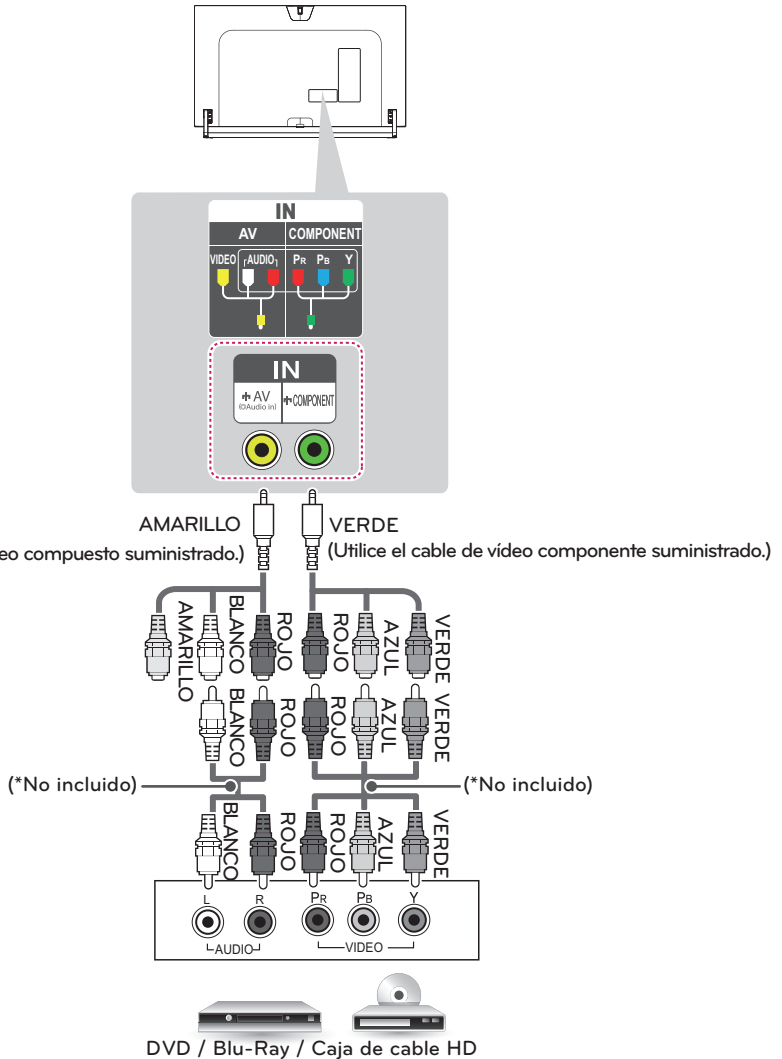 IN
AV COMPONENT
VIDEO AUDIO PR PB Y
IN
AV COMPONENT
(Audio in)
AMARILLO VERDE
eo compuesto suministrado.) (Utilice el cable de vídeo componente suministrado.)
AMARILLO BLANCO ROJO ROJO AZUL VERDE
BLANCO ROJO ROJO AZUL VERDE
(*No incluido) (*No incluido)
BLANCO ROJO ROJO AZUL VERDE
L R PR PB Y
AUDIO VIDEO
DVD / Blu-Ray / Caja de cable HD